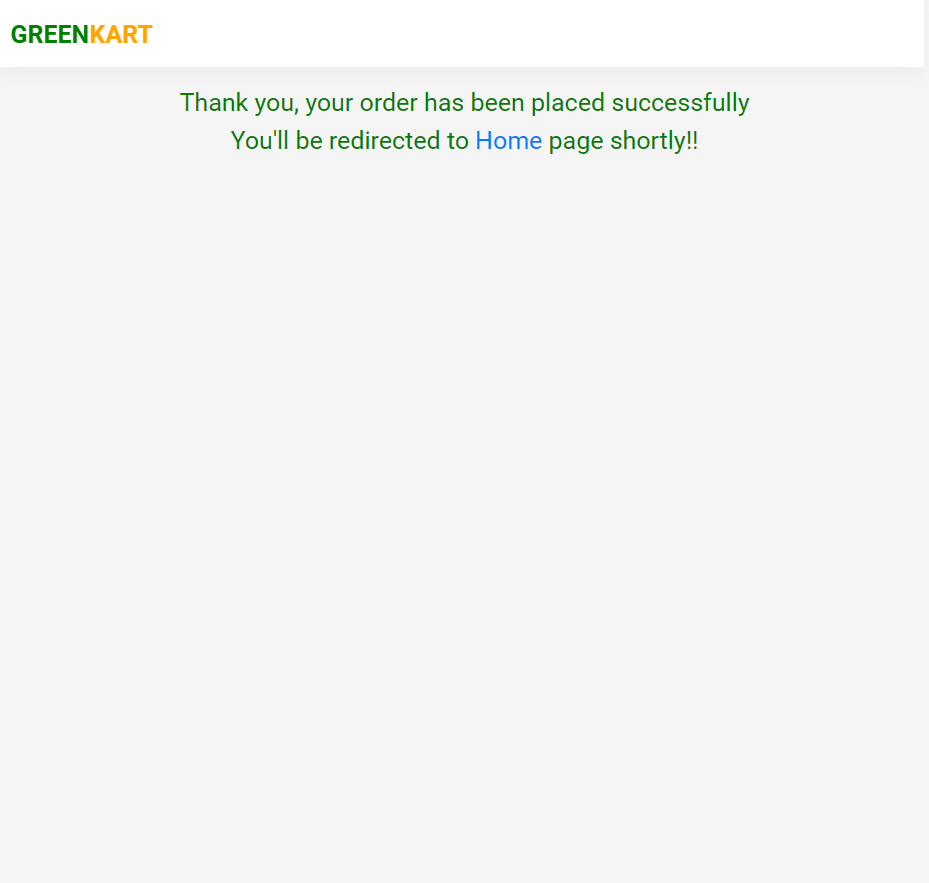 GREENKART
Thank you, your order has been placed successfully
You'll be redirected to Home page shortly!!